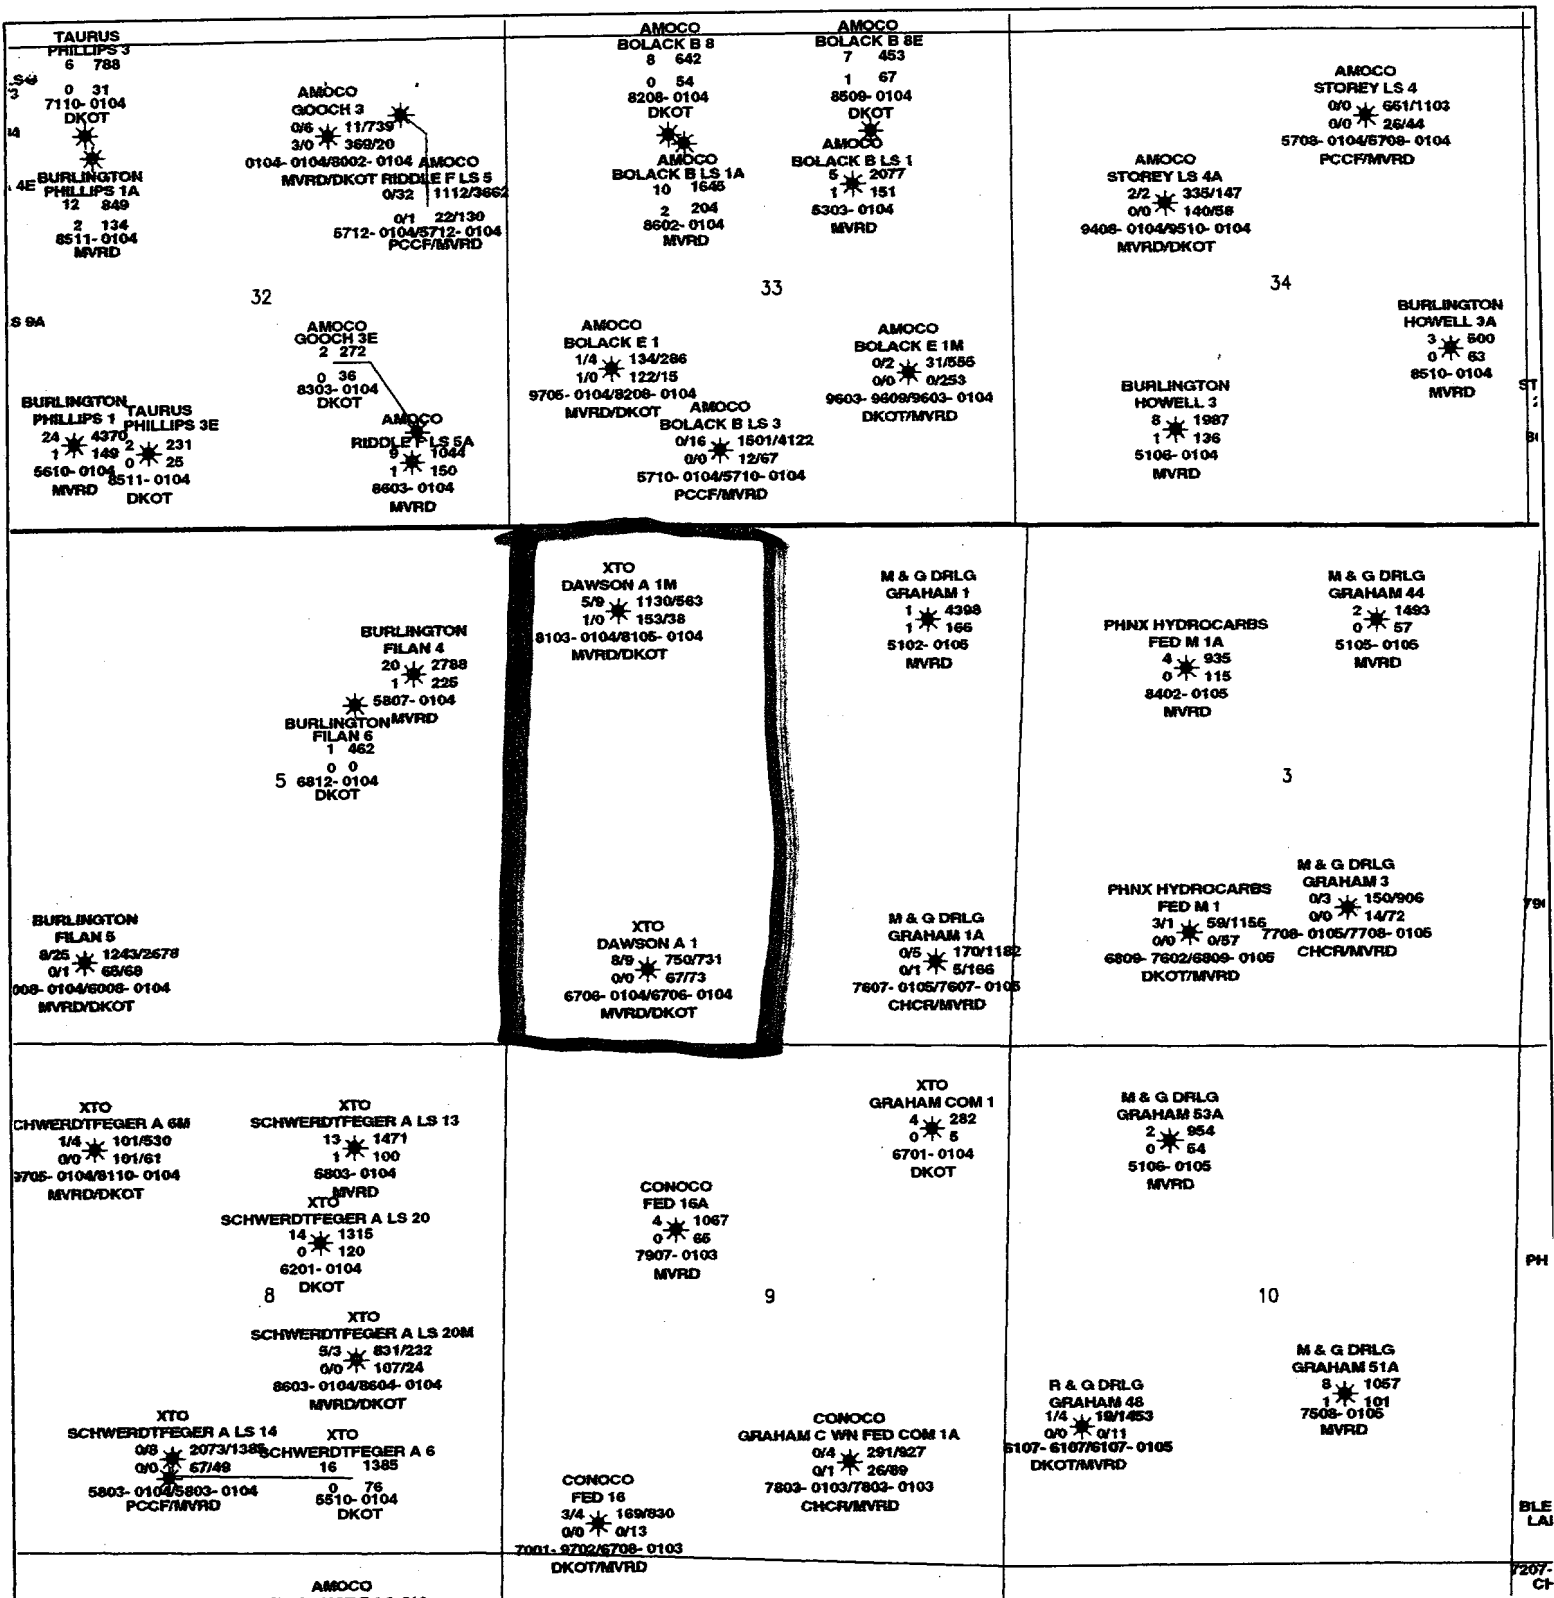 TAURUS
PHILLIPS 3
6 788
0 31
7110- 0104
DKOT
BURLINGTON
PHILLIPS 1A
12 849
2 134
8511- 0104
MVRD
4E
AMOCO
GOOCH 3
0/6 11/739
3/0 369/20
0104- 0104/8002- 0104
MVRD/DKOT
AMOCO
RIDDLE F LS 5
0/32 1112/3662
0/1 22/130
5712- 0104/5712- 0104
PCCF/MVRD
32
S 9A
AMOCO
GOOCH 3E
2 272
0 36
8303- 0104
DKOT
BURLINGTON
PHILLIPS 1
24 4370
1 149
5610- 0104
MVRD
TAURUS
PHILLIPS 3E
2 231
0 25
8511- 0104
DKOT
AMOCO
RIDDLE F LS 5A
9 1044
1 150
8603- 0104
MVRD
AMOCO
BOLACK B 8
8 642
0 54
8208- 0104
DKOT
AMOCO
BOLACK B 8E
7 453
1 67
8509- 0104
DKOT
AMOCO
BOLACK B LS 1A
10 1645
2 204
8602- 0104
MVRD
AMOCO
BOLACK B LS 1
5 2077
1 151
5303- 0104
MVRD
33
AMOCO
BOLACK E 1
1/4 134/286
1/0 122/15
9705- 0104/8208- 0104
MVRD/DKOT
AMOCO
BOLACK E 1M
0/2 31/555
0/0 0/253
9603- 9609/9603- 0104
DKOT/MVRD
AMOCO
BOLACK B LS 3
0/16 1501/4122
0/0 12/67
5710- 0104/5710- 0104
PCCF/MVRD
AMOCO
STOREY LS 4
0/0 661/1103
0/0 26/44
5708- 0104/5708- 0104
PCCF/MVRD
AMOCO
STOREY LS 4A
2/2 335/147
0/0 140/58
9408- 0104/9510- 0104
MVRD/DKOT
34
BURLINGTON
HOWELL 3A
3 500
0 63
8510- 0104
MVRD
BURLINGTON
HOWELL 3
8 1987
1 136
5106- 0104
MVRD
ST
BURLINGTON
FILAN 4
20 2788
1 225
5807- 0104
MVRD
BURLINGTON
FILAN 6
1 462
0 0
6812- 0104
DKOT
5
BURLINGTON
FILAN 5
8/25 1243/2678
0/1 65/68
008- 0104/6008- 0104
MVRD/DKOT
XTO
DAWSON A 1M
5/9 1130/563
1/0 153/38
8103- 0104/8105- 0104
MVRD/DKOT
XTO
DAWSON A 1
8/9 750/731
0/0 67/73
6706- 0104/6706- 0104
MVRD/DKOT
M & G DRLG
GRAHAM 1
1 4398
1 166
5102- 0105
MVRD
M & G DRLG
GRAHAM 1A
0/5 170/1182
0/1 5/166
7607- 0105/7607- 0105
CHCR/MVRD
PHNX HYDROCARBS
FED M 1A
4 935
0 115
8402- 0105
MVRD
M & G DRLG
GRAHAM 44
2 1493
0 57
5105- 0105
MVRD
3
PHNX HYDROCARBS
FED M 1
3/1 59/1156
0/0 0/57
6809- 7602/6809- 0105
DKOT/MVRD
M & G DRLG
GRAHAM 3
0/3 150/906
0/0 14/72
7708- 0105/7708- 0105
CHCR/MVRD
XTO
CHWERDTFEGER A 6M
1/4 101/530
0/0 101/61
9705- 0104/8110- 0104
MVRD/DKOT
XTO
SCHWERDTFEGER A LS 13
13 1471
1 100
5803- 0104
MVRD
XTO
SCHWERDTFEGER A LS 20
14 1315
0 120
6201- 0104
DKOT
8
XTO
SCHWERDTFEGER A LS 20M
5/3 831/232
0/0 107/24
8603- 0104/8604- 0104
MVRD/DKOT
XTO
SCHWERDTFEGER A LS 14
0/8 2073/1385
0/0 67/49
5803- 0104/5803- 0104
PCCF/MVRD
XTO
SCHWERDTFEGER A 6
16 1385
0 76
5510- 0104
DKOT
XTO
GRAHAM COM 1
4 282
0 5
6701- 0104
DKOT
CONOCO
FED 16A
4 1067
0 65
7907- 0103
MVRD
9
CONOCO
GRAHAM C WN FED COM 1A
0/4 291/927
0/1 26/89
7803- 0103/7803- 0103
CHCR/MVRD
CONOCO
FED 16
3/4 169/830
0/0 0/13
7001- 9702/6708- 0103
DKOT/MVRD
M & G DRLG
GRAHAM 53A
2 954
0 54
5106- 0105
MVRD
10
M & G DRLG
GRAHAM 51A
8 1057
1 101
7508- 0105
MVRD
R & G DRLG
GRAHAM 48
1/4 19/1453
0/0 0/11
6107- 6107/6107- 0105
DKOT/MVRD
PH
BLE
LAI
7207-
CH
AMOCO